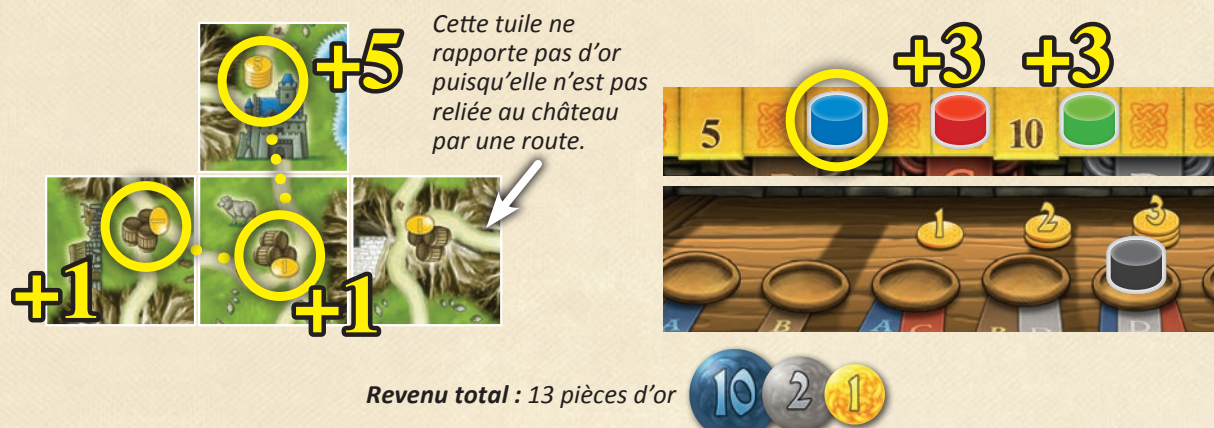 +5
Cette tuile ne
rapporte pas d'or
puisqu'elle n'est pas
reliée au château
par une route.
+1
+1
+3 +3
5
10
1
2
3
A
B
A
C
B
D
D
Revenu total : 13 pièces d'or
10
2
1